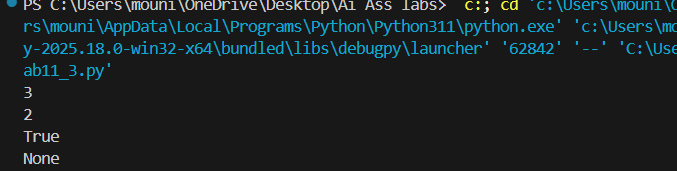 PS C:\Users\mouni\OneDrive\Desktop\Ai Ass labs>  c:; cd 'c:\Users\mouni\
rs\mouni\AppData\Local\Programs\Python\Python311\python.exe' 'c:\Users\mo
y-2025.18.0-win32-x64\bundled\libs\debugpy\launcher' '62842' '--' 'C:\Use
ab11_3.py'
3
2
True
None